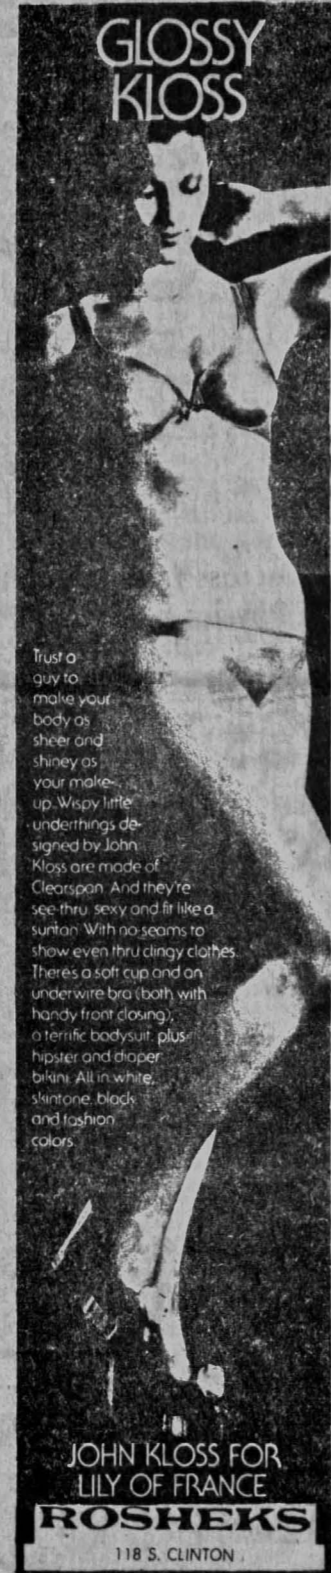 GLOSSY
KLOSS
Trust a
guy to
make your
body as
sheer and
shiney as
your make-
up. Wispy little
underthings de-
signed by John
Kloss are made of
Clearspan. And they're
see-thru, sexy and fit like a
suntan. With no seams to
show even thru clingy clothes.
There's a soft cup and an
underwire bra (both with
handy front closing),
a terrific bodysuit, plus
hipster and diaper
bikini. All in white,
skintone, black
and fashion
colors.
JOHN KLOSS FOR
LILY OF FRANCE
ROSHEKS
118 S. CLINTON